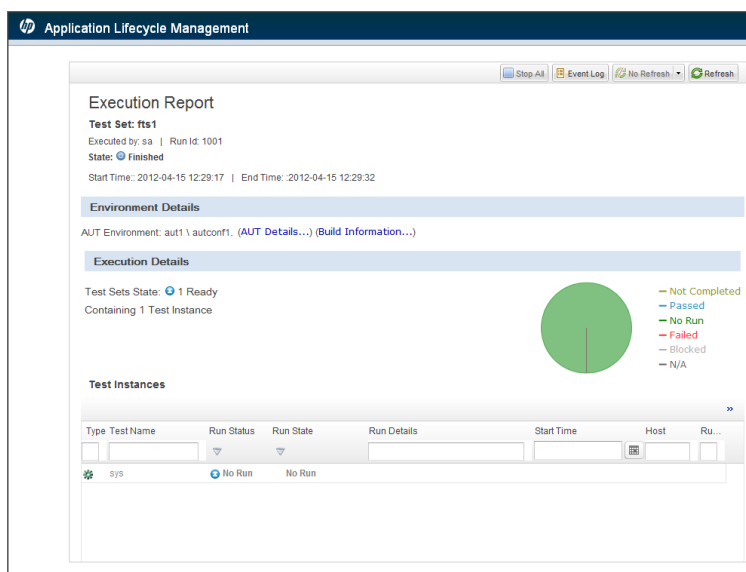 hp Application Lifecycle Management
Stop All Event Log No Refresh Refresh
Execution Report
Test Set: fts1
Executed by: sa | Run Id: 1001
State: Finished
Start Time:: 2012-04-15 12:29:17 | End Time: :2012-04-15 12:29:32
Environment Details
AUT Environment: aut1 \ autconf1. (AUT Details...) (Build Information...)
Execution Details
Test Sets State: 1 Ready
Containing 1 Test Instance
Not Completed
Passed
No Run
Failed
Blocked
N/A
Test Instances
»
Type Test Name Run Status Run State Run Details Start Time Host Ru...
sys No Run No Run